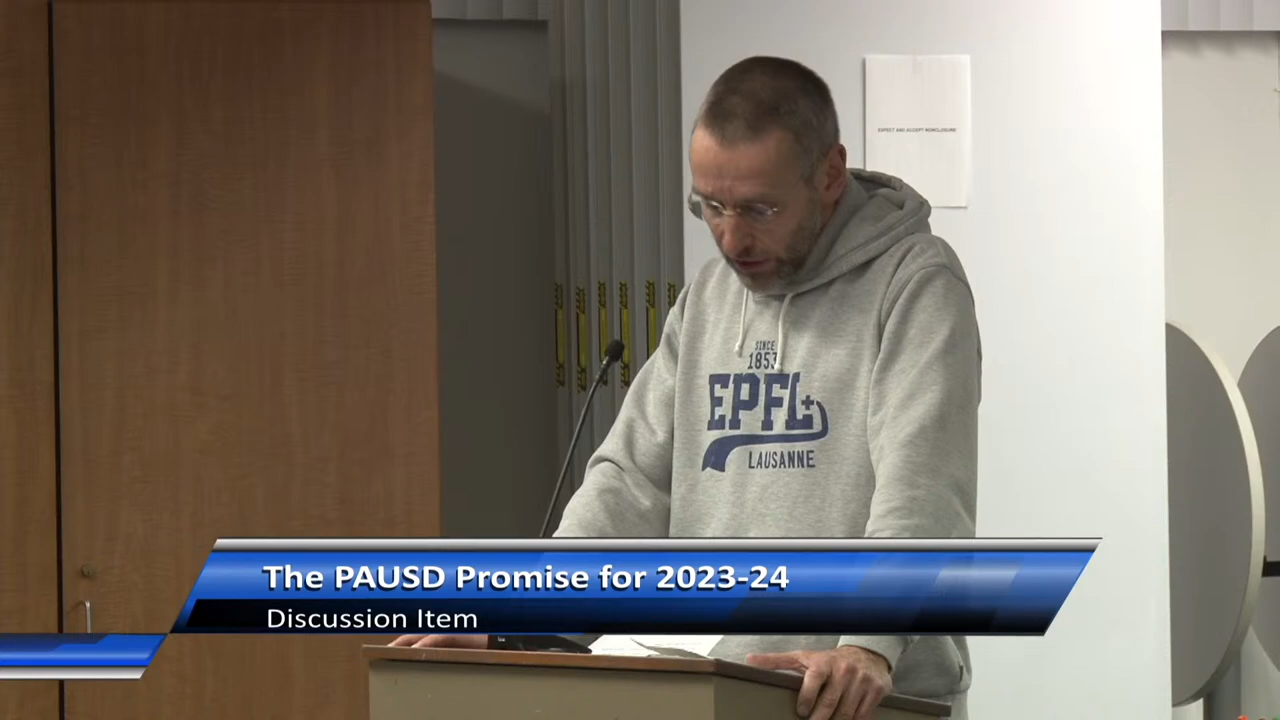 EXPECT AND ACCEPT NONCLOSURE
SINCE
1853
EPFL
LAUSANNE
The PAUSD Promise for 2023-24
Discussion Item